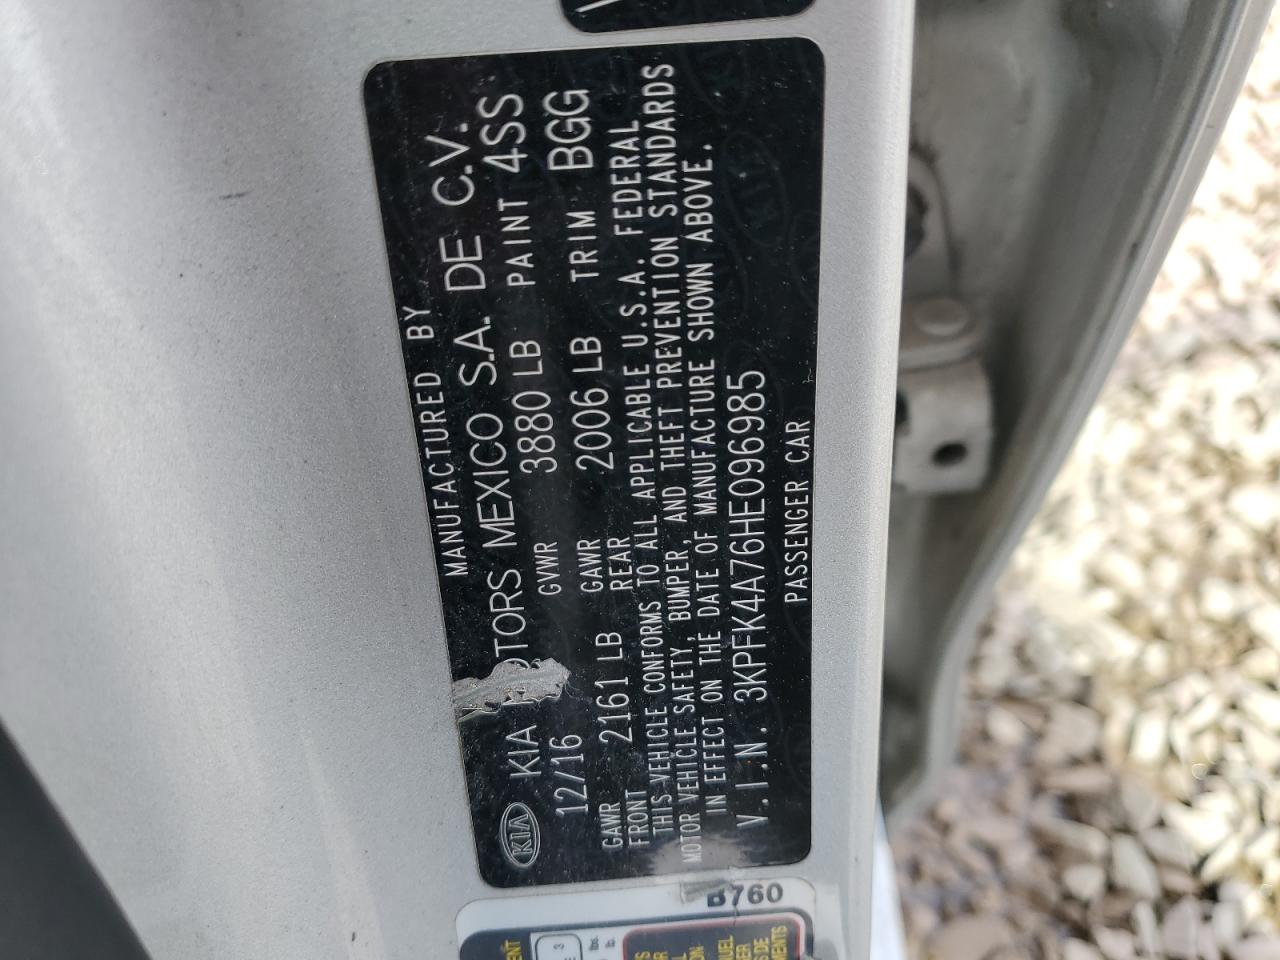 MANUFACTURED BY
KIA TORS MEXICO S.A. DE C.V.
12/16 GVWR 3880 LB PAINT 4SS
GAWR FRONT 2161 LB GAWR REAR 2006 LB TRIM BGG
THIS VEHICLE CONFORMS TO ALL APPLICABLE U.S.A. FEDERAL
MOTOR VEHICLE SAFETY, BUMPER, AND THEFT PREVENTION STANDARDS
IN EFFECT ON THE DATE OF MANUFACTURE SHOWN ABOVE.
V.I.N. 3KPFK4A76HE096985
PASSENGER CAR
KIA
B760